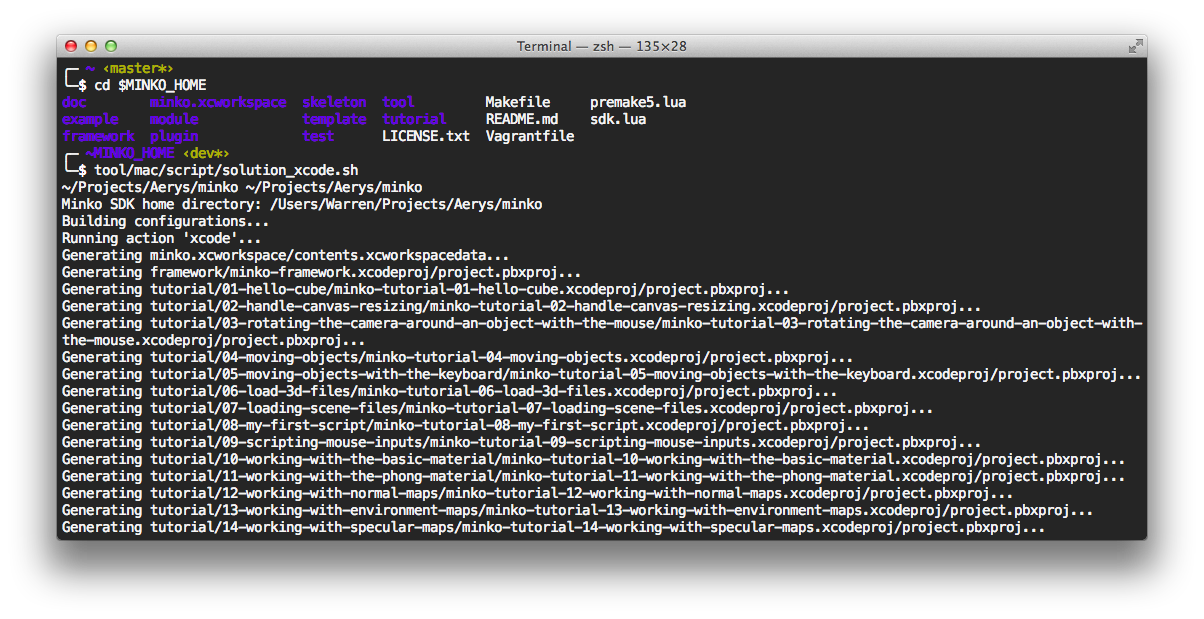 Terminal — zsh — 135×28
~ ‹master*›
$ cd $MINKO_HOME
doc minko.xcworkspace skeleton tool Makefile premake5.lua
example module template tutorial README.md sdk.lua
framework plugin test LICENSE.txt Vagrantfile
~MINKO_HOME ‹dev*›
$ tool/mac/script/solution_xcode.sh
~/Projects/Aerys/minko ~/Projects/Aerys/minko
Minko SDK home directory: /Users/Warren/Projects/Aerys/minko
Building configurations...
Running action 'xcode'...
Generating minko.xcworkspace/contents.xcworkspacedata...
Generating framework/minko-framework.xcodeproj/project.pbxproj...
Generating tutorial/01-hello-cube/minko-tutorial-01-hello-cube.xcodeproj/project.pbxproj...
Generating tutorial/02-handle-canvas-resizing/minko-tutorial-02-handle-canvas-resizing.xcodeproj/project.pbxproj...
Generating tutorial/03-rotating-the-camera-around-an-object-with-the-mouse/minko-tutorial-03-rotating-the-camera-around-an-object-with-
the-mouse.xcodeproj/project.pbxproj...
Generating tutorial/04-moving-objects/minko-tutorial-04-moving-objects.xcodeproj/project.pbxproj...
Generating tutorial/05-moving-objects-with-the-keyboard/minko-tutorial-05-moving-objects-with-the-keyboard.xcodeproj/project.pbxproj...
Generating tutorial/06-load-3d-files/minko-tutorial-06-load-3d-files.xcodeproj/project.pbxproj...
Generating tutorial/07-loading-scene-files/minko-tutorial-07-loading-scene-files.xcodeproj/project.pbxproj...
Generating tutorial/08-my-first-script/minko-tutorial-08-my-first-script.xcodeproj/project.pbxproj...
Generating tutorial/09-scripting-mouse-inputs/minko-tutorial-09-scripting-mouse-inputs.xcodeproj/project.pbxproj...
Generating tutorial/10-working-with-the-basic-material/minko-tutorial-10-working-with-the-basic-material.xcodeproj/project.pbxproj...
Generating tutorial/11-working-with-the-phong-material/minko-tutorial-11-working-with-the-phong-material.xcodeproj/project.pbxproj...
Generating tutorial/12-working-with-normal-maps/minko-tutorial-12-working-with-normal-maps.xcodeproj/project.pbxproj...
Generating tutorial/13-working-with-environment-maps/minko-tutorial-13-working-with-environment-maps.xcodeproj/project.pbxproj...
Generating tutorial/14-working-with-specular-maps/minko-tutorial-14-working-with-specular-maps.xcodeproj/project.pbxproj...